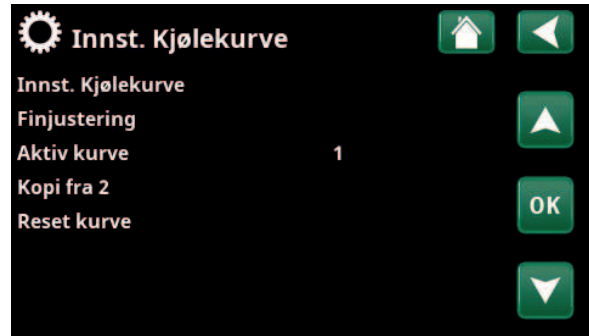 Innst. Kjølekurve
Innst. Kjølekurve
Finjustering
Aktiv kurve 1
Kopi fra 2
OK
Reset kurve